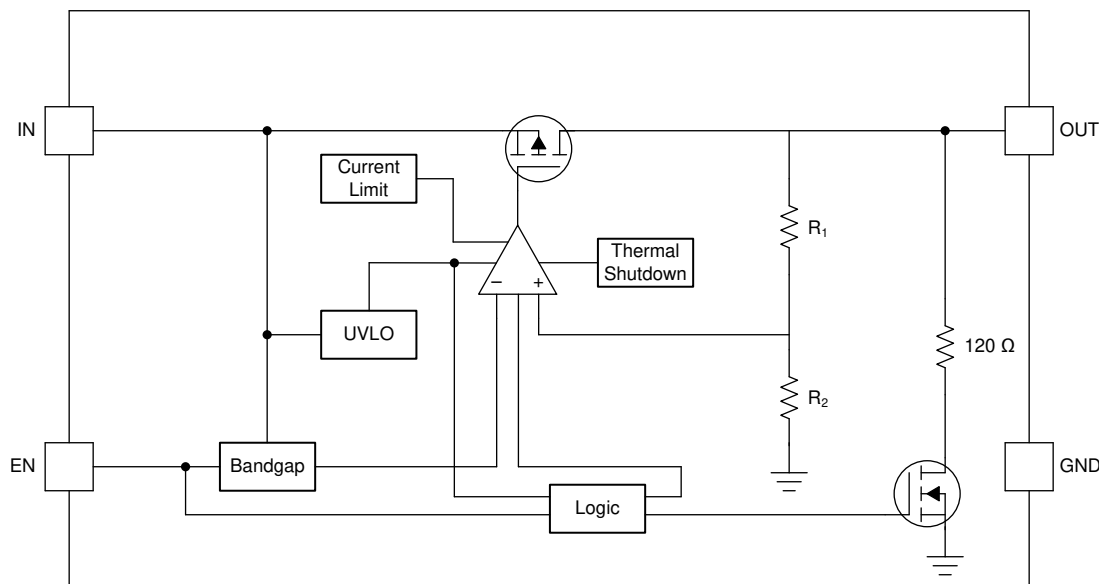 IN
OUT
Current
Limit
R₁
Thermal
Shutdown
− +
UVLO
120 Ω
R₂
EN
Bandgap
GND
Logic